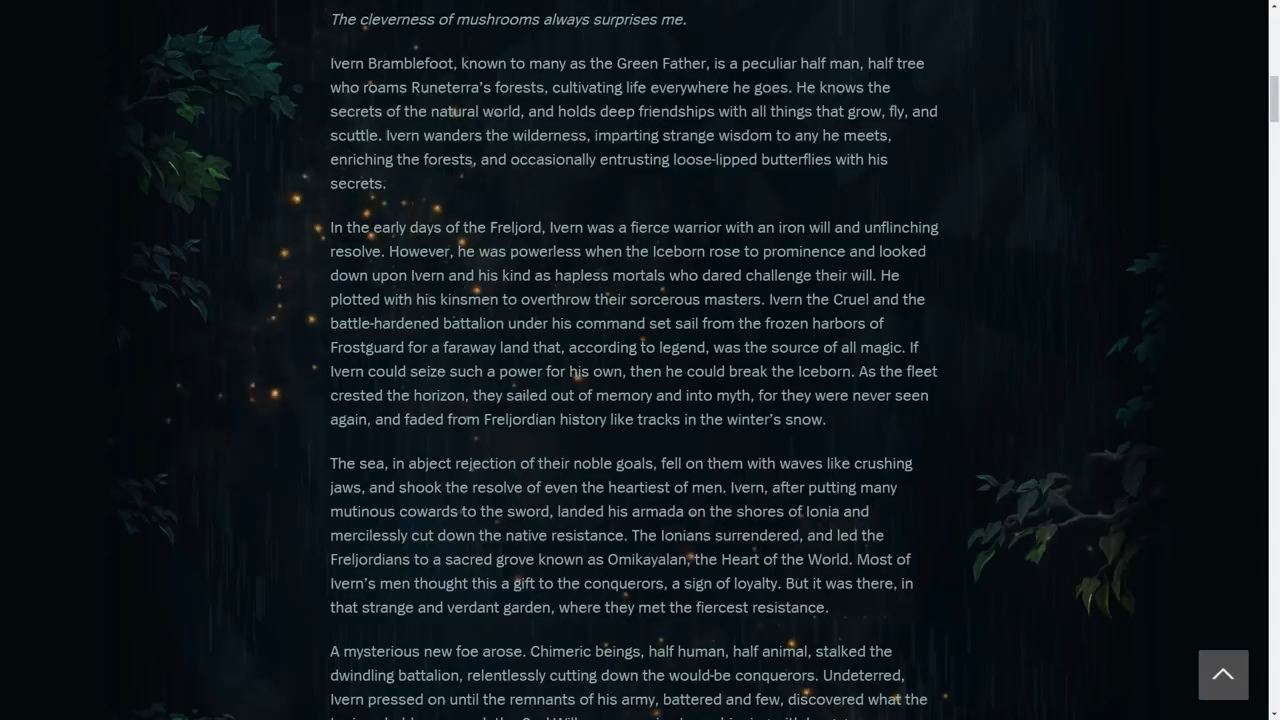 The cleverness of mushrooms always surprises me.
Ivern Bramblefoot, known to many as the Green Father, is a peculiar half man, half tree
who roams Runeterra’s forests, cultivating life everywhere he goes. He knows the
secrets of the natural world, and holds deep friendships with all things that grow, fly, and
scuttle. Ivern wanders the wilderness, imparting strange wisdom to any he meets,
enriching the forests, and occasionally entrusting loose-lipped butterflies with his
secrets.
In the early days of the Freljord, Ivern was a fierce warrior with an iron will and unflinching
resolve. However, he was powerless when the Iceborn rose to prominence and looked
down upon Ivern and his kind as hapless mortals who dared challenge their will. He
plotted with his kinsmen to overthrow their sorcerous masters. Ivern the Cruel and the
battle-hardened battalion under his command set sail from the frozen harbors of
Frostguard for a faraway land that, according to legend, was the source of all magic. If
Ivern could seize such a power for his own, then he could break the Iceborn. As the fleet
crested the horizon, they sailed out of memory and into myth, for they were never seen
again, and faded from Freljordian history like tracks in the winter’s snow.
The sea, in abject rejection of their noble goals, fell on them with waves like crushing
jaws, and shook the resolve of even the heartiest of men. Ivern, after putting many
mutinous cowards to the sword, landed his armada on the shores of Ionia and
mercilessly cut down the native resistance. The Ionians surrendered, and led the
Freljordians to a sacred grove known as Omikayalan, the Heart of the World. Most of
Ivern’s men thought this a gift to the conquerors, a sign of loyalty. But it was there, in
that strange and verdant garden, where they met the fiercest resistance.
A mysterious new foe arose. Chimeric beings, half human, half animal, stalked the
dwindling battalion, relentlessly cutting down the would-be conquerors. Undeterred,
Ivern pressed on until the remnants of his army, battered and few, discovered what the